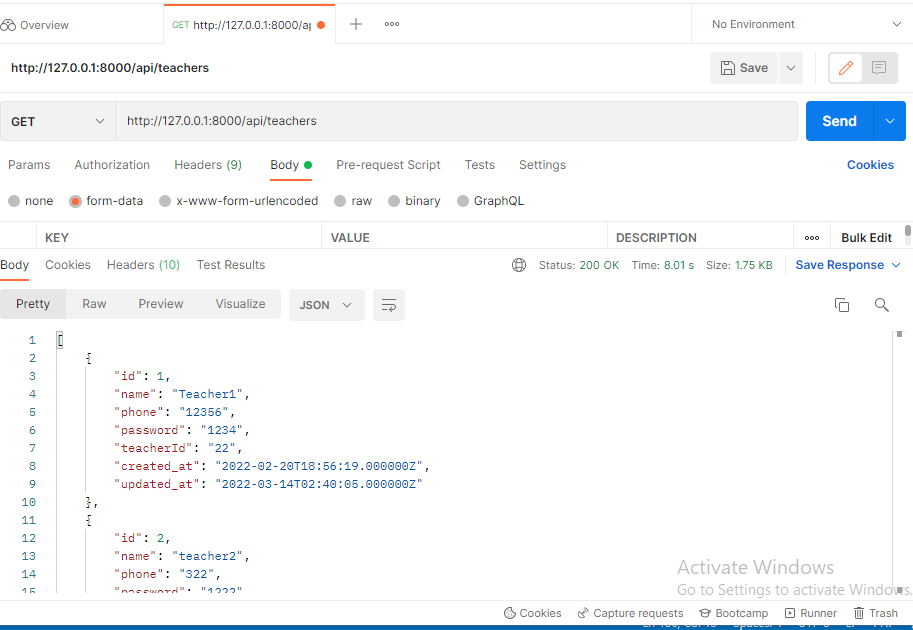 Overview
GET http://127.0.0.1:8000/ap
No Environment
http://127.0.0.1:8000/api/teachers
Save
GET http://127.0.0.1:8000/api/teachers Send
Params Authorization Headers (9) Body Pre-request Script Tests Settings Cookies
none form-data x-www-form-urlencoded raw binary GraphQL
KEY VALUE DESCRIPTION Bulk Edit
Body Cookies Headers (10) Test Results Status: 200 OK Time: 8.01 s Size: 1.75 KB Save Response
Pretty Raw Preview Visualize JSON
1 [
2 {
3 "id": 1,
4 "name": "Teacher1",
5 "phone": "12356",
6 "password": "1234",
7 "teacherId": "22",
8 "created_at": "2022-02-20T18:56:19.000000Z",
9 "updated_at": "2022-03-14T02:40:05.000000Z"
10 },
11 {
12 "id": 2,
13 "name": "teacher2",
14 "phone": "322",
15 "password": "1222"
Activate Windows
Go to Settings to activate Windows.
Cookies Capture requests Bootcamp Runner Trash